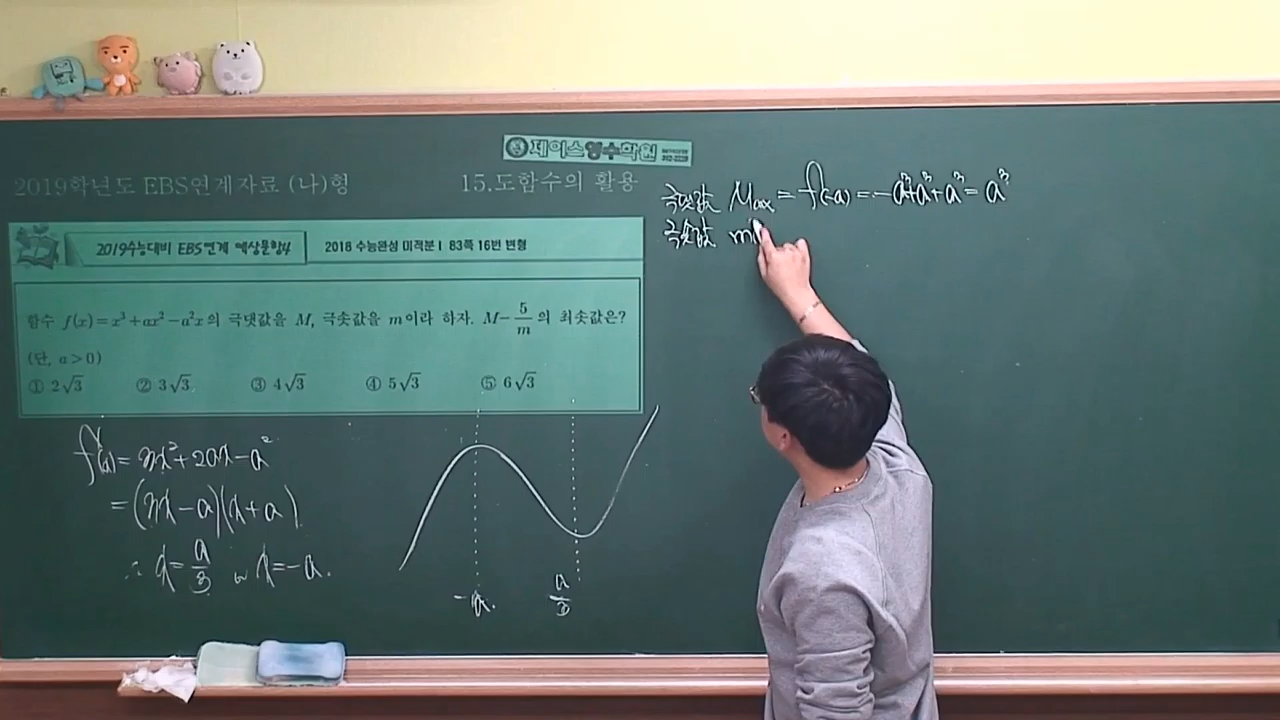 제이스영수학원
2019학년도 EBS연계자료 (나)형
15.도함수의 활용
2019수능대비 EBS연계 예상문항4
2018 수능완성 미적분Ⅰ 83쪽 16번 변형
함수 f(x)=x³+ax²−a²x의 극댓값을 M, 극솟값을 m이라 하자. M−5/m의 최솟값은?
(단, a>0)
① 2√3 ② 3√3 ③ 4√3 ④ 5√3 ⑤ 6√3
f'(x)=3x²+2ax−a²
=(3x−a)(x+a)
∴ x=a/3 or x=−a.
−a. a/3
극댓값 Max = f(-a) = −a³+a³+a³ = a³
극솟값 m